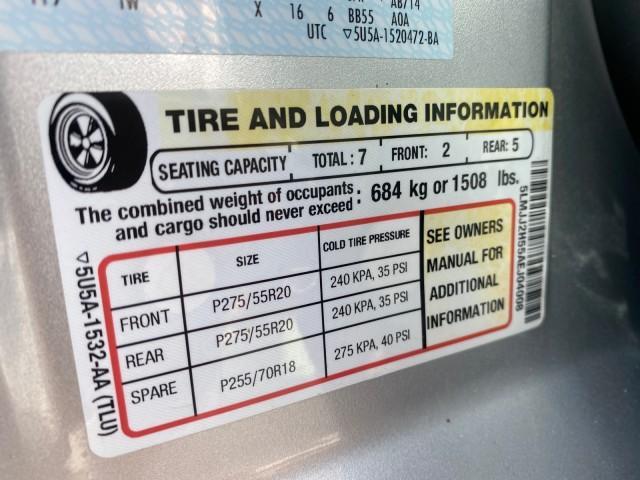 1W
X 16 6 BB55 A0A
UTC ▽5U5A-1520472-BA
TIRE AND LOADING INFORMATION
SEATING CAPACITY TOTAL : 7 FRONT: 2 REAR: 5
The combined weight of occupants
and cargo should never exceed : 684 kg or 1508 lbs.
TIRE SIZE COLD TIRE PRESSURE
FRONT P275/55R20 240 KPA, 35 PSI
REAR P275/55R20 240 KPA, 35 PSI
SPARE P255/70R18 275 KPA, 40 PSI
SEE OWNERS
MANUAL FOR
ADDITIONAL
INFORMATION
▽5U5A-1532-AA (TLU)
5LMJJ2H55AEJ04008